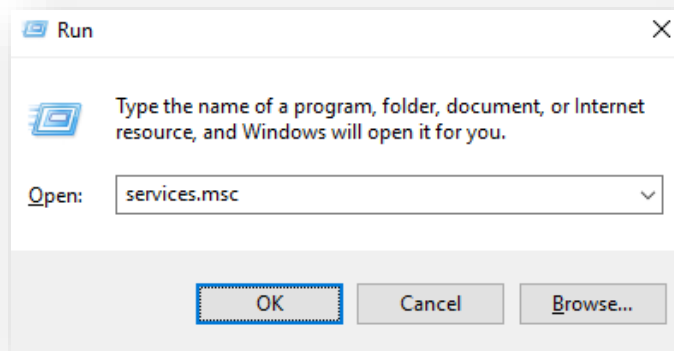 Run
Type the name of a program, folder, document, or Internet
resource, and Windows will open it for you.
Open: services.msc
OK Cancel Browse...